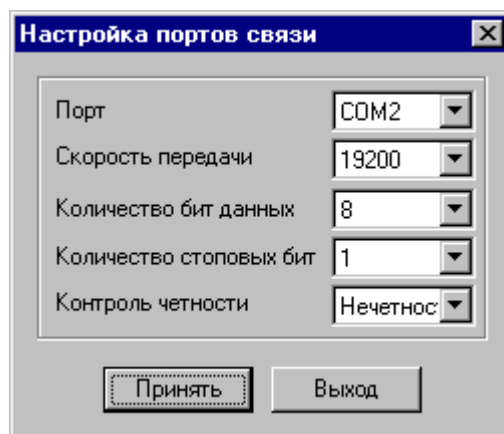 Настройка портов связи
Порт COM2
Скорость передачи 19200
Количество бит данных 8
Количество стоповых бит 1
Контроль четности Нечетнос
Принять Выход